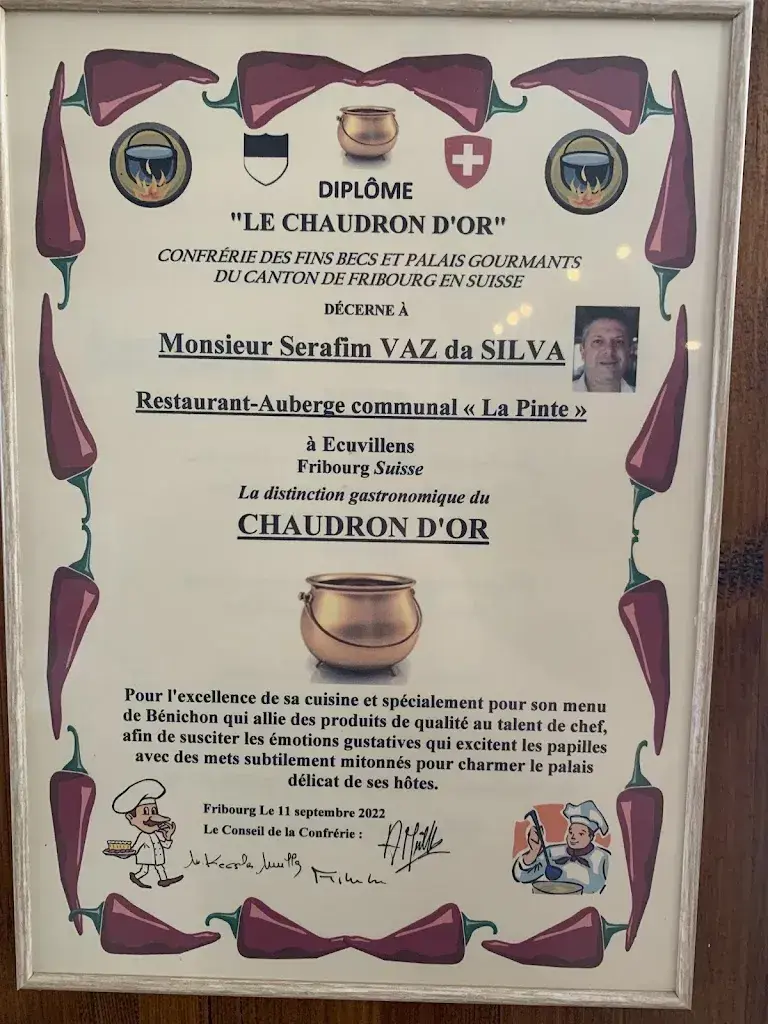 DIPLÔME
"LE CHAUDRON D'OR"
CONFRÉRIE DES FINS BECS ET PALAIS GOURMANTS
DU CANTON DE FRIBOURG EN SUISSE
DÉCERNE À
Monsieur Serafim VAZ da SILVA
Restaurant-Auberge communal « La Pinte »
à Ecuvillens
Fribourg Suisse
La distinction gastronomique du
CHAUDRON D'OR
Pour l'excellence de sa cuisine et spécialement pour son menu
de Bénichon qui allie des produits de qualité au talent de chef,
afin de susciter les émotions gustatives qui excitent les papilles
avec des mets subtilement mitonnés pour charmer le palais
délicat de ses hôtes.
Fribourg Le 11 septembre 2022
Le Conseil de la Confrérie :